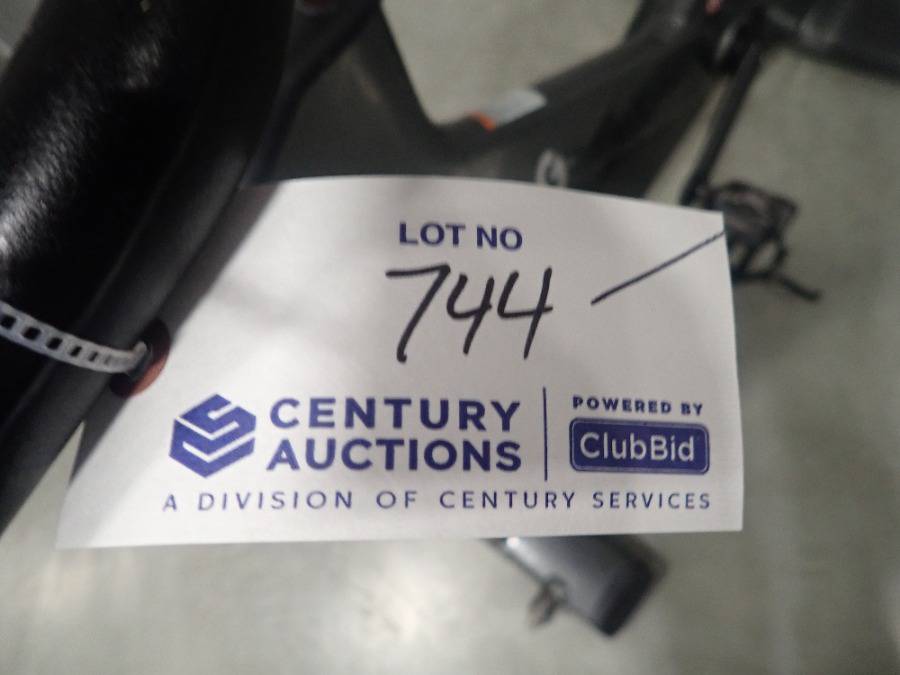 LOT NO
744 —
CENTURY
AUCTIONS
POWERED BY
ClubBid
A DIVISION OF CENTURY SERVICES